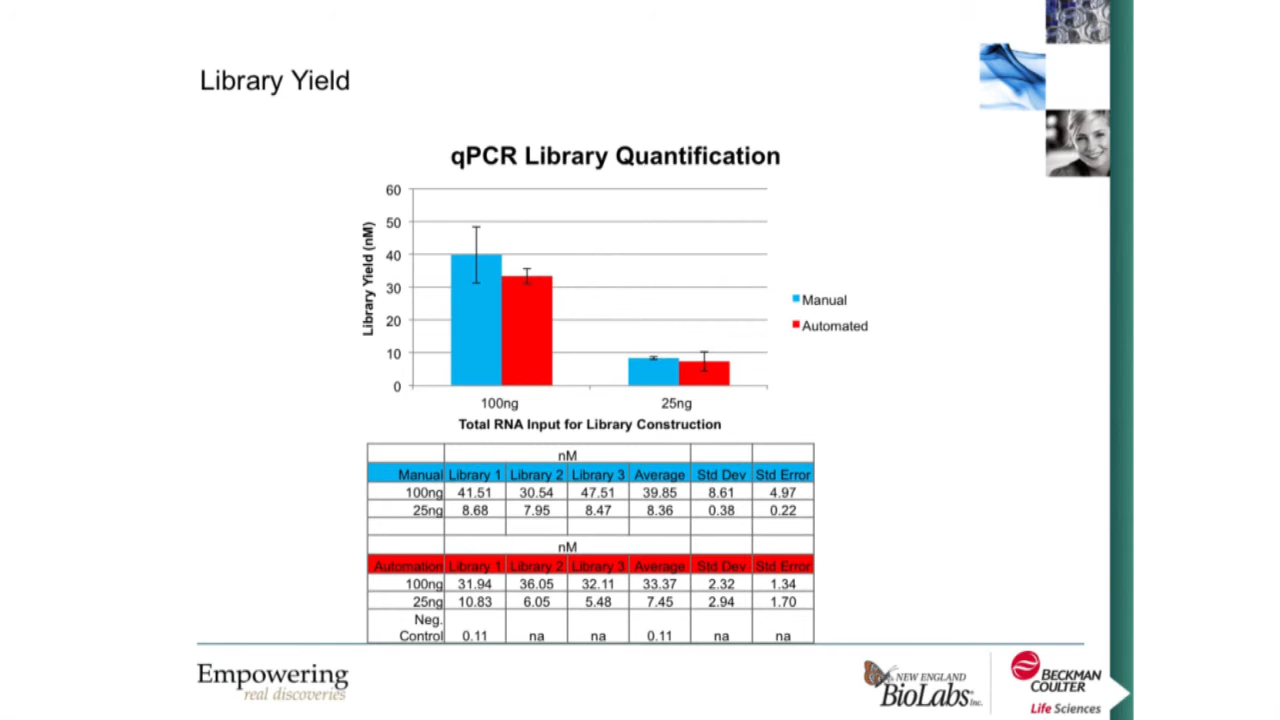 Library Yield
qPCR Library Quantification
60
50
40
30
20
10
0
Library Yield (nM)
100ng 25ng
Total RNA Input for Library Construction
Manual
Automated
nM
Manual Library 1 Library 2 Library 3 Average Std Dev Std Error
100ng 41.51 30.54 47.51 39.85 8.61 4.97
25ng 8.68 7.95 8.47 8.36 0.38 0.22
nM
Automation Library 1 Library 2 Library 3 Average Std Dev Std Error
100ng 31.94 36.05 32.11 33.37 2.32 1.34
25ng 10.83 6.05 5.48 7.45 2.94 1.70
Neg.
Control 0.11 na na 0.11 na na
Empowering
real discoveries
NEW ENGLAND
BioLabs Inc.
BECKMAN
COULTER
Life Sciences